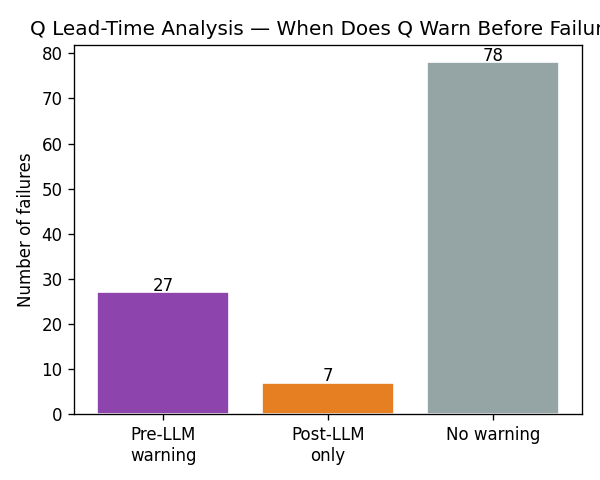 Q Lead-Time Analysis — When Does Q Warn Before Failur
80
70
60
50
40
30
20
10
0
Number of failures
27
7
78
Pre-LLM
warning
Post-LLM
only
No warning